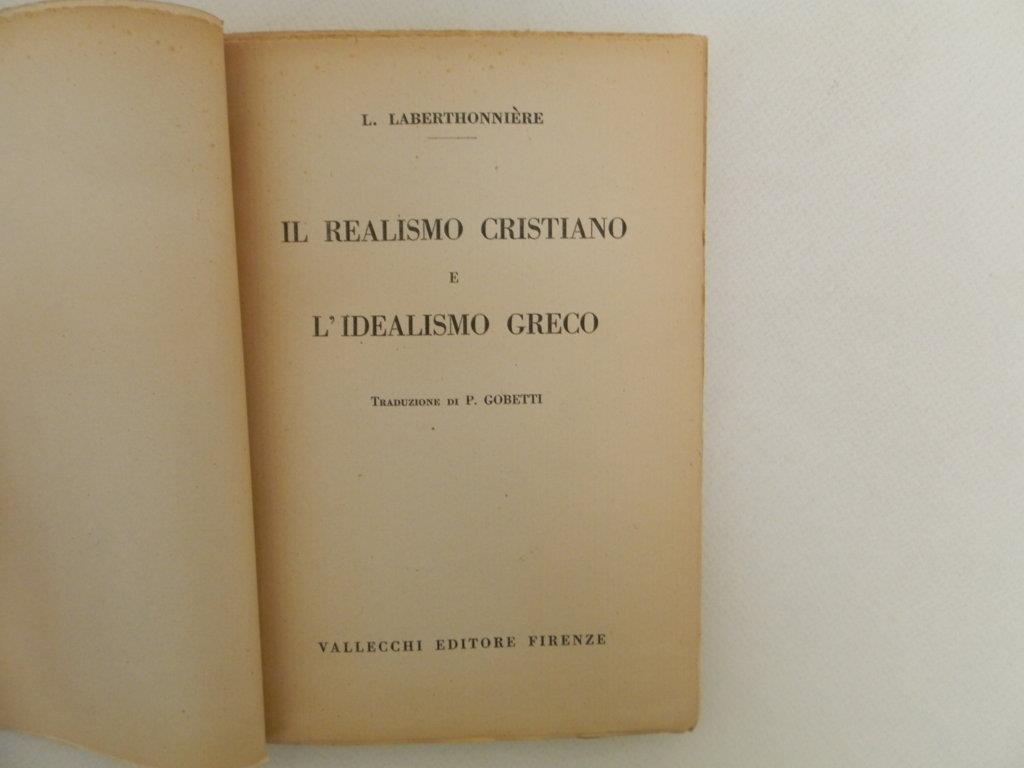 L. LABERTHONNIÈRE
IL REALISMO CRISTIANO
E
L'IDEALISMO GRECO
TRADUZIONE DI P. GOBETTI
VALLECCHI EDITORE FIRENZE